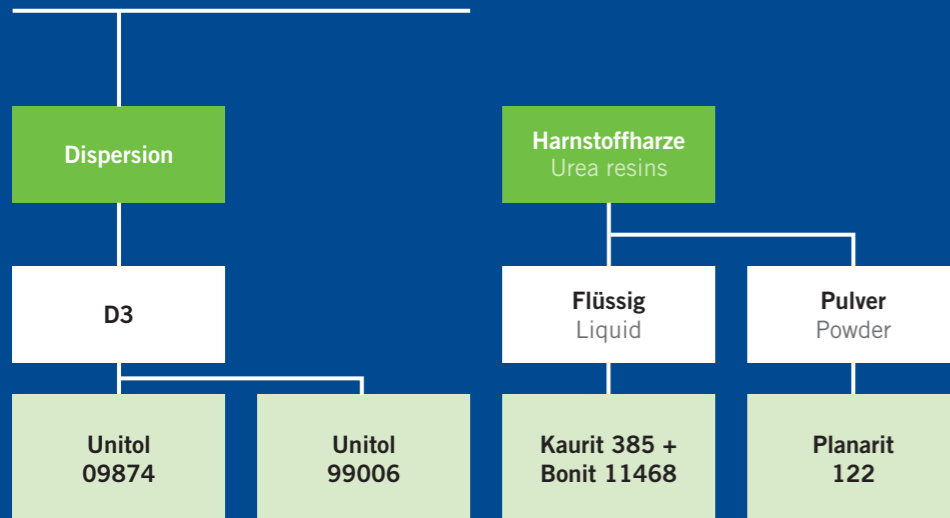 Dispersion
Harnstoffharze
Urea resins
D3
Flüssig
Liquid
Pulver
Powder
Unitol
09874
Unitol
99006
Kaurit 385 +
Bonit 11468
Planarit
122